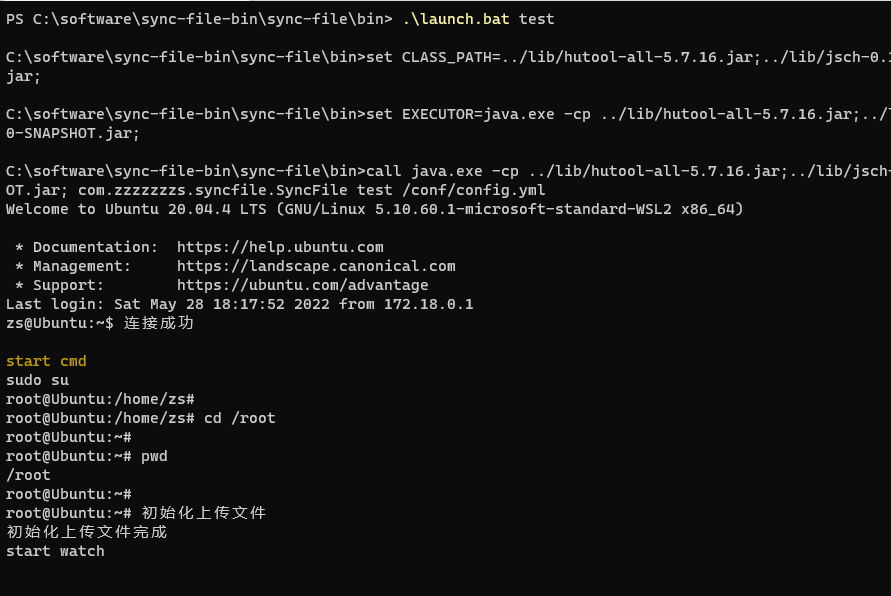 PS C:\software\sync-file-bin\sync-file\bin> .\launch.bat test
C:\software\sync-file-bin\sync-file\bin>set CLASS_PATH=../lib/hutool-all-5.7.16.jar;../lib/jsch-0.1
jar;
C:\software\sync-file-bin\sync-file\bin>set EXECUTOR=java.exe -cp ../lib/hutool-all-5.7.16.jar;../l
0-SNAPSHOT.jar;
C:\software\sync-file-bin\sync-file\bin>call java.exe -cp ../lib/hutool-all-5.7.16.jar;../lib/jsch-
OT.jar; com.zzzzzzzs.syncfile.SyncFile test /conf/config.yml
Welcome to Ubuntu 20.04.4 LTS (GNU/Linux 5.10.60.1-microsoft-standard-WSL2 x86_64)
* Documentation:  https://help.ubuntu.com
* Management:     https://landscape.canonical.com
* Support:        https://ubuntu.com/advantage
Last login: Sat May 28 18:17:52 2022 from 172.18.0.1
zs@Ubuntu:~$ 连接成功
start cmd
sudo su
root@Ubuntu:/home/zs#
root@Ubuntu:/home/zs# cd /root
root@Ubuntu:~#
root@Ubuntu:~# pwd
/root
root@Ubuntu:~#
root@Ubuntu:~# 初始化上传文件
初始化上传文件完成
start watch